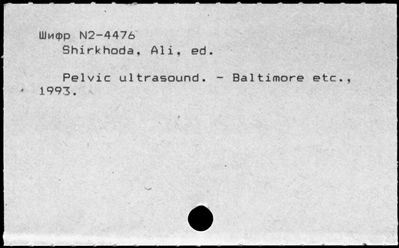 Шифр N2-4476
Shirkhoda, Ali, ed.
Pelvic ultrasound. - Baltimore etc.,
1993.